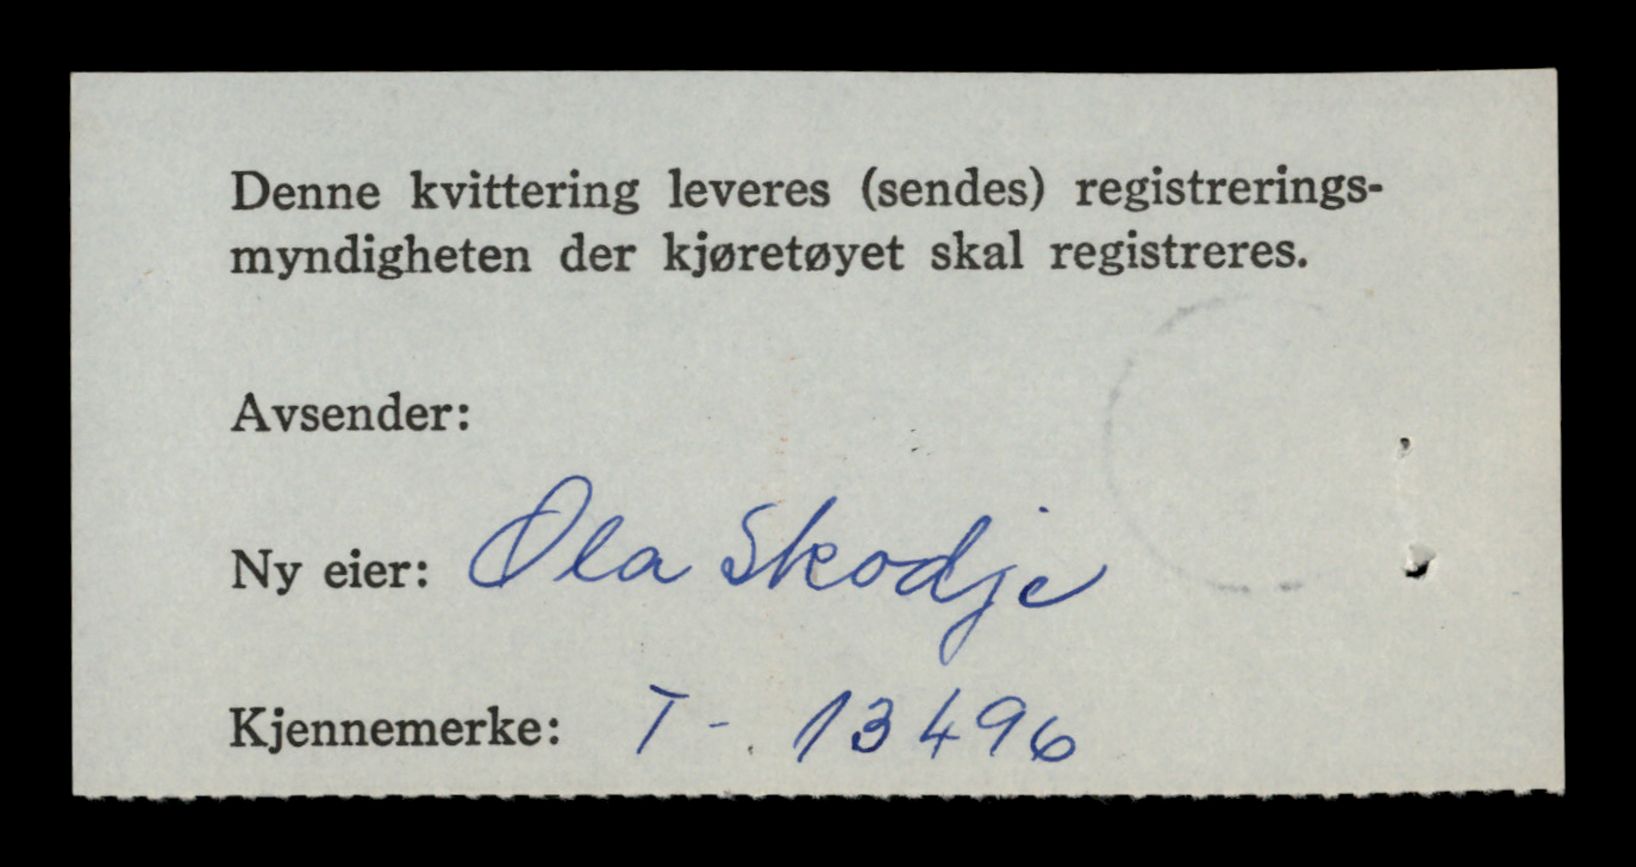 Denne kvittering leveres (sendes) registrerings-
myndigheten der kjøretøyet skal registreres.
Avsender:
Ny eier: Ola Skodje
Kjennemerke: T - 13496